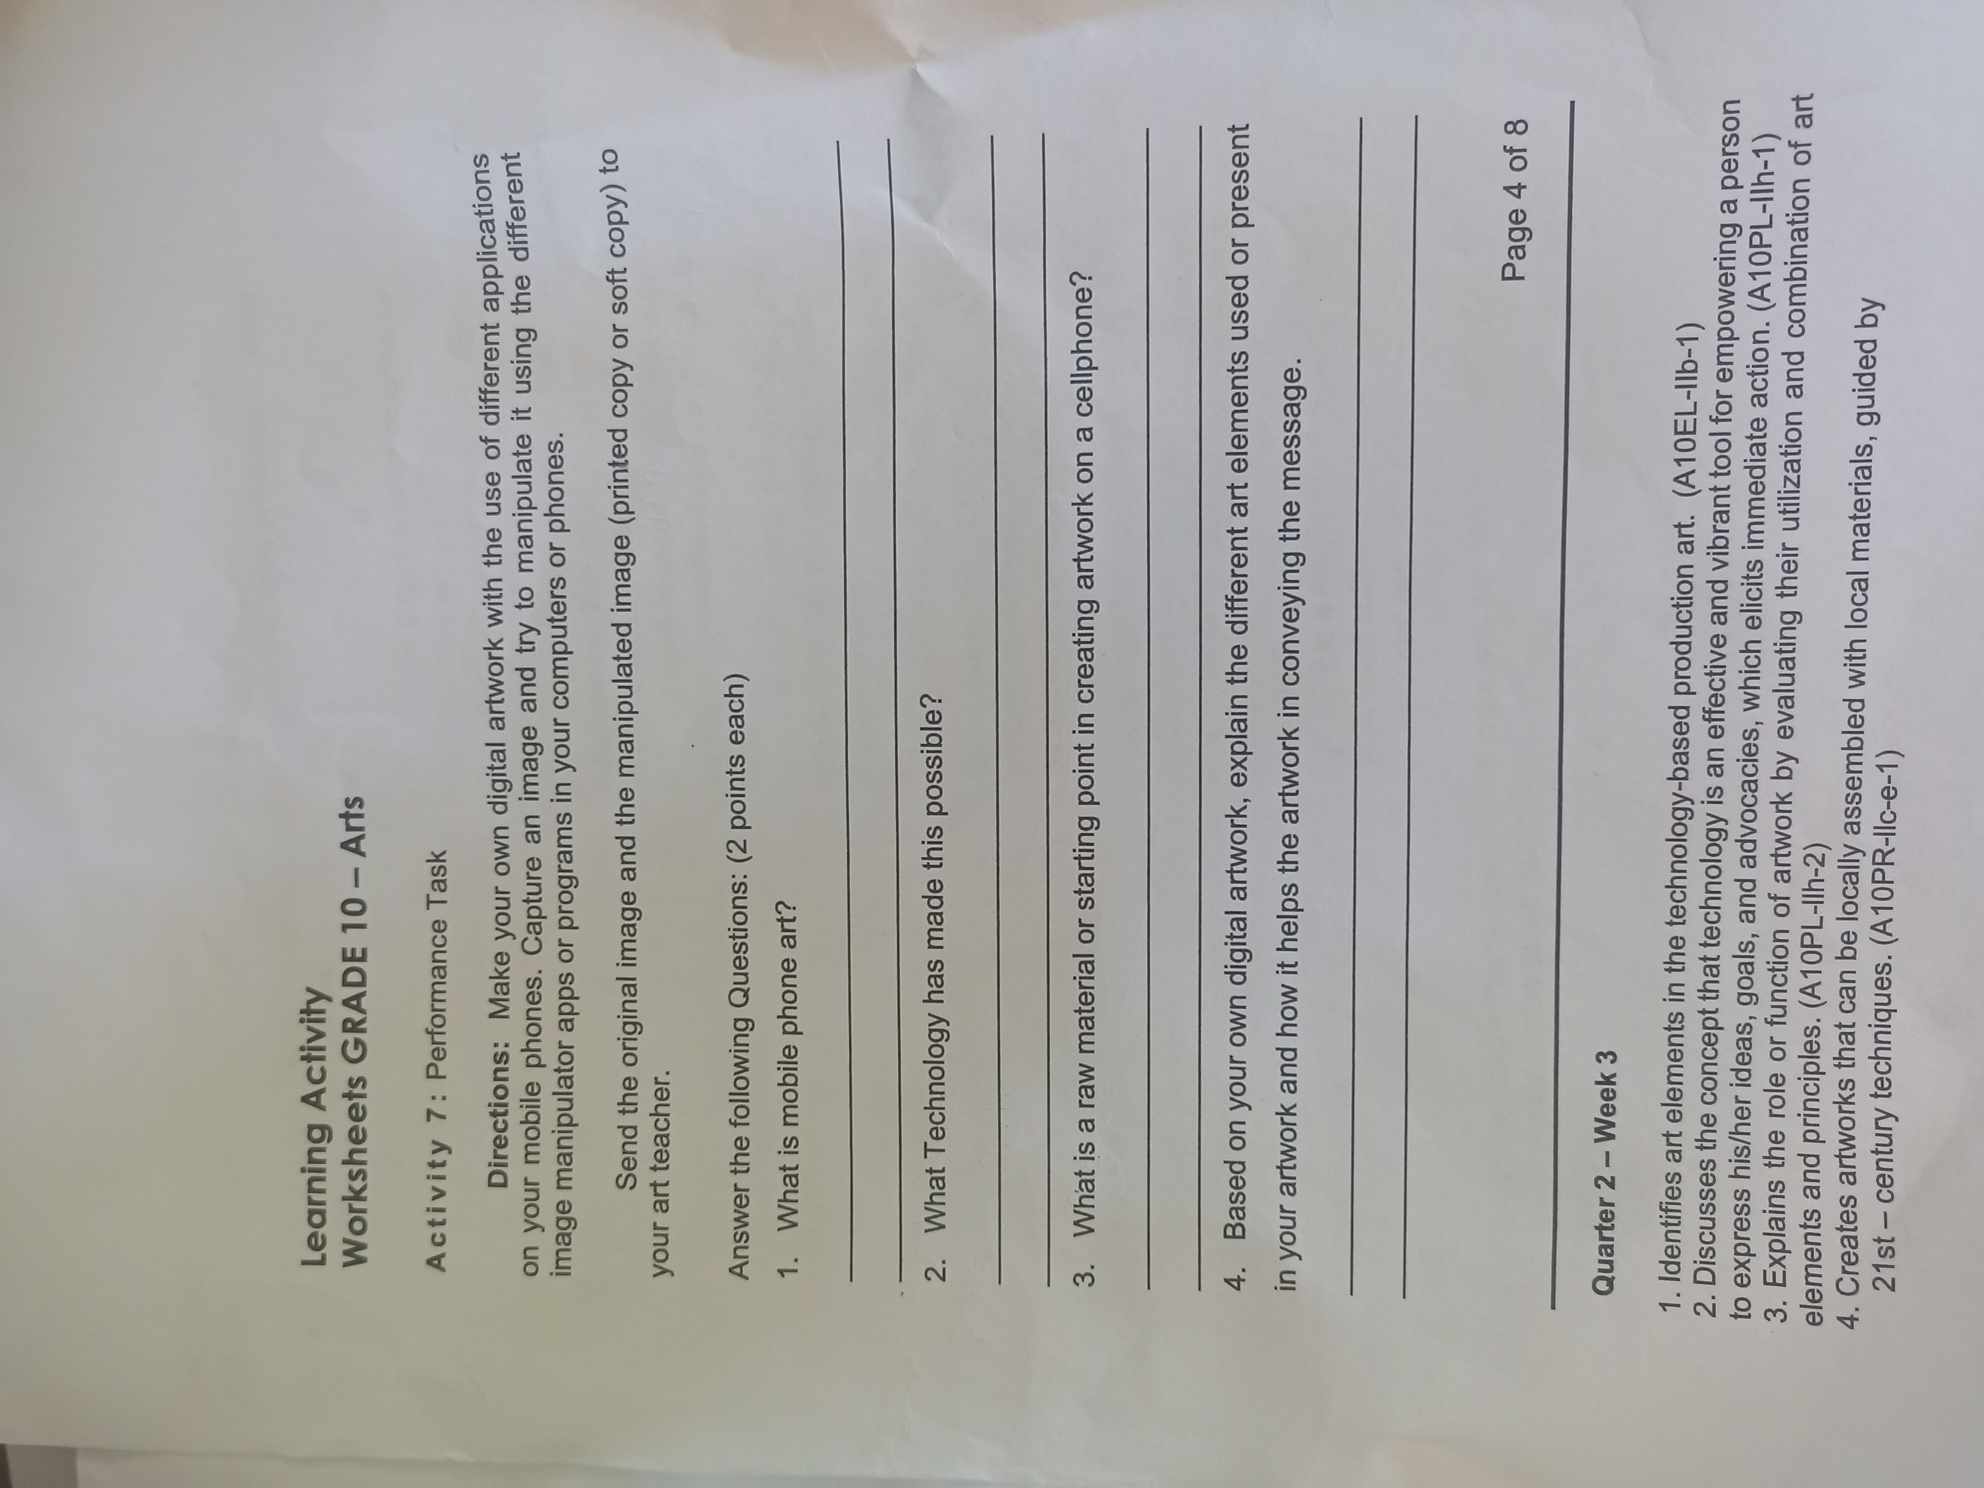 Learning Activity
Worksheets GRADE 10 – Arts
Activity 7: Performance Task
Directions: Make your own digital artwork with the use of different applications
on your mobile phones. Capture an image and try to manipulate it using the different
image manipulator apps or programs in your computers or phones.
Send the original image and the manipulated image (printed copy or soft copy) to
your art teacher.
Answer the following Questions: (2 points each)
1. What is mobile phone art?
2. What Technology has made this possible?
3. What is a raw material or starting point in creating artwork on a cellphone?
4. Based on your own digital artwork, explain the different art elements used or present
in your artwork and how it helps the artwork in conveying the message.
Page 4 of 8
Quarter 2 – Week 3
1. Identifies art elements in the technology-based production art. (A10EL-IIb-1)
2. Discusses the concept that technology is an effective and vibrant tool for empowering a person
to express his/her ideas, goals, and advocacies, which elicits immediate action. (A10PL-IIh-1)
3. Explains the role or function of artwork by evaluating their utilization and combination of art
elements and principles. (A10PL-IIh-2)
4. Creates artworks that can be locally assembled with local materials, guided by
21st – century techniques. (A10PR-IIc-e-1)